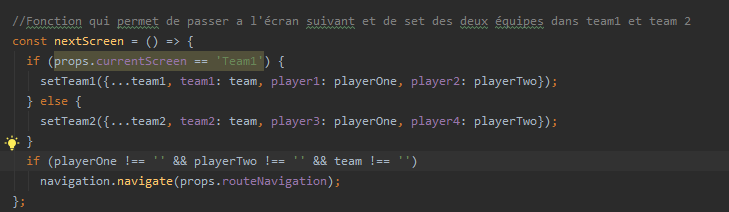 //Fonction qui permet de passer a l'écran suivant et de set des deux équipes dans team1 et team 2
const nextScreen = () => {
if (props.currentScreen == 'Team1') {
setTeam1({...team1, team1: team, player1: playerOne, player2: playerTwo});
} else {
setTeam2({...team2, team2: team, player3: playerOne, player4: playerTwo});
}
if (playerOne !== '' && playerTwo !== '' && team !== '')
navigation.navigate(props.routeNavigation);
};